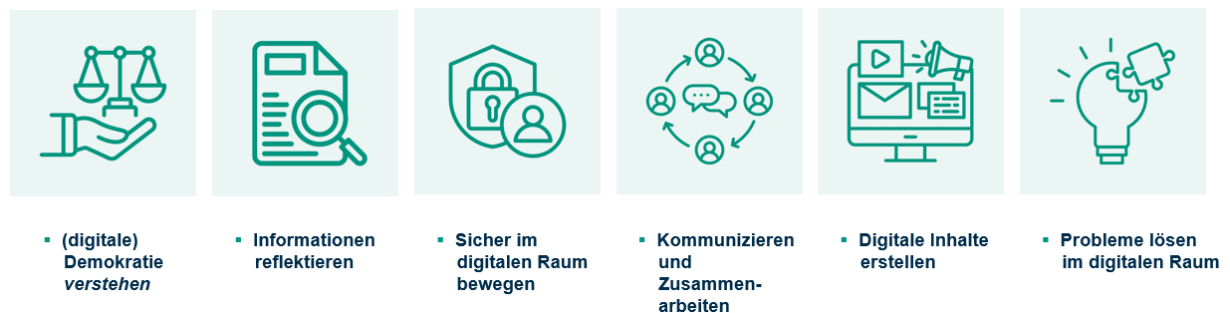 ▪ (digitale)
Demokratie
verstehen
▪ Informationen
reflektieren
▪ Sicher im
digitalen Raum
bewegen
▪ Kommunizieren
und
Zusammen-
arbeiten
▪ Digitale Inhalte
erstellen
▪ Probleme lösen
im digitalen Raum